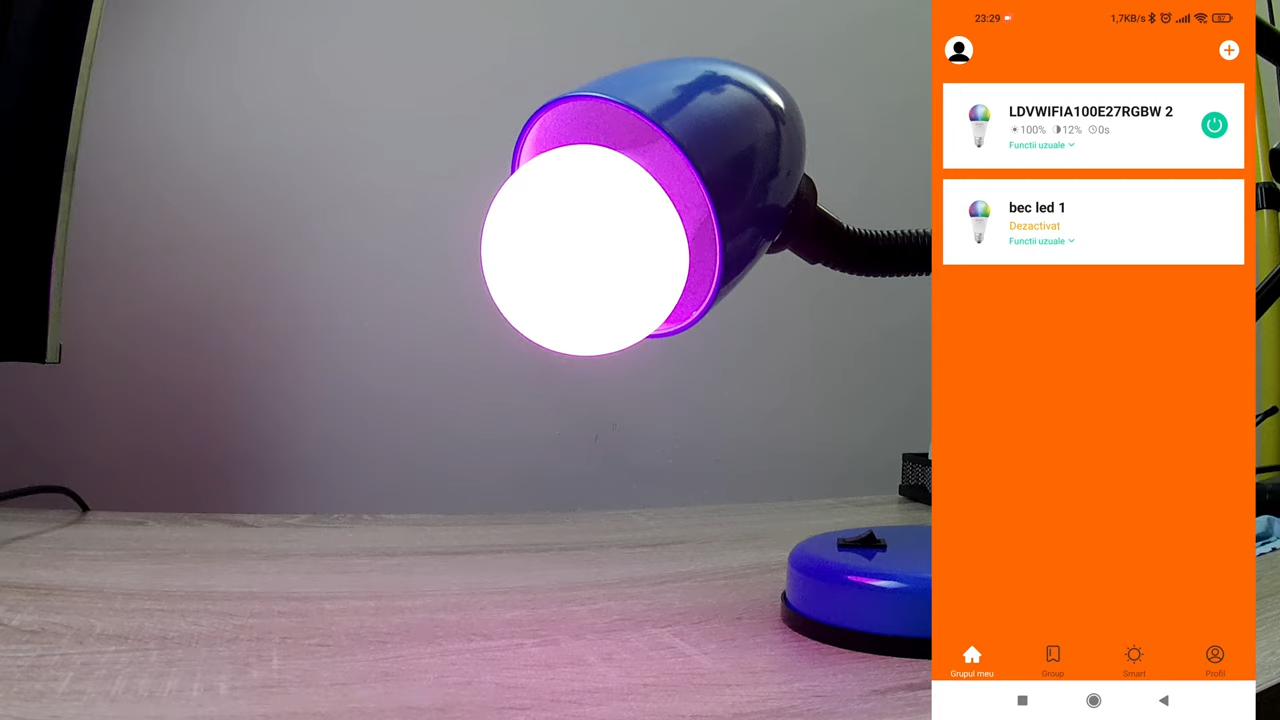 23:29
1,7KB/s
57
LDVWIFIA100E27RGBW 2
100% 12% 0s
Functii uzuale
bec led 1
Dezactivat
Functii uzuale
Grupul meu
Group
Smart
Profil